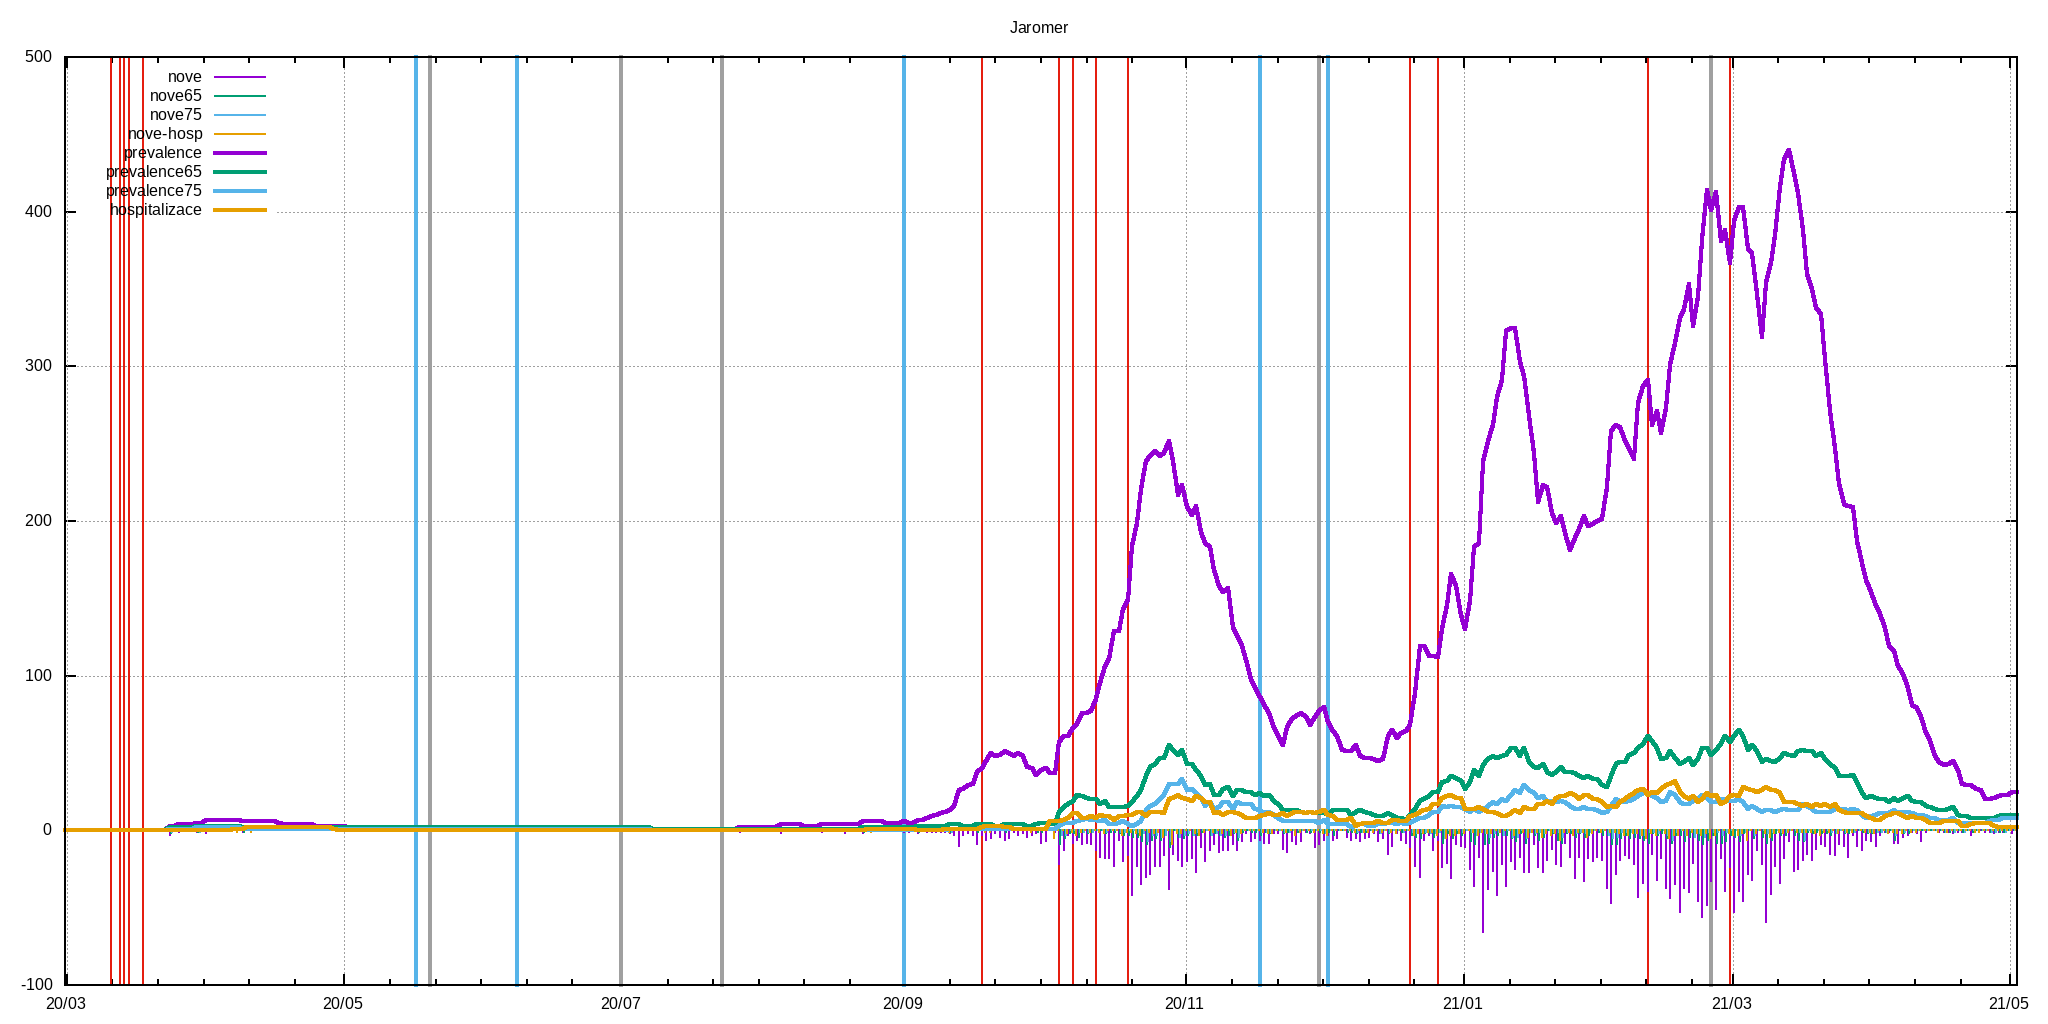 Jaromer
500
nove
nove65
nove75
nove-hosp
prevalence
prevalence65
prevalence75
hospitalizace
400
300
200
100
0
-100
20/03 20/05 20/07 20/09 20/11 21/01 21/03 21/05